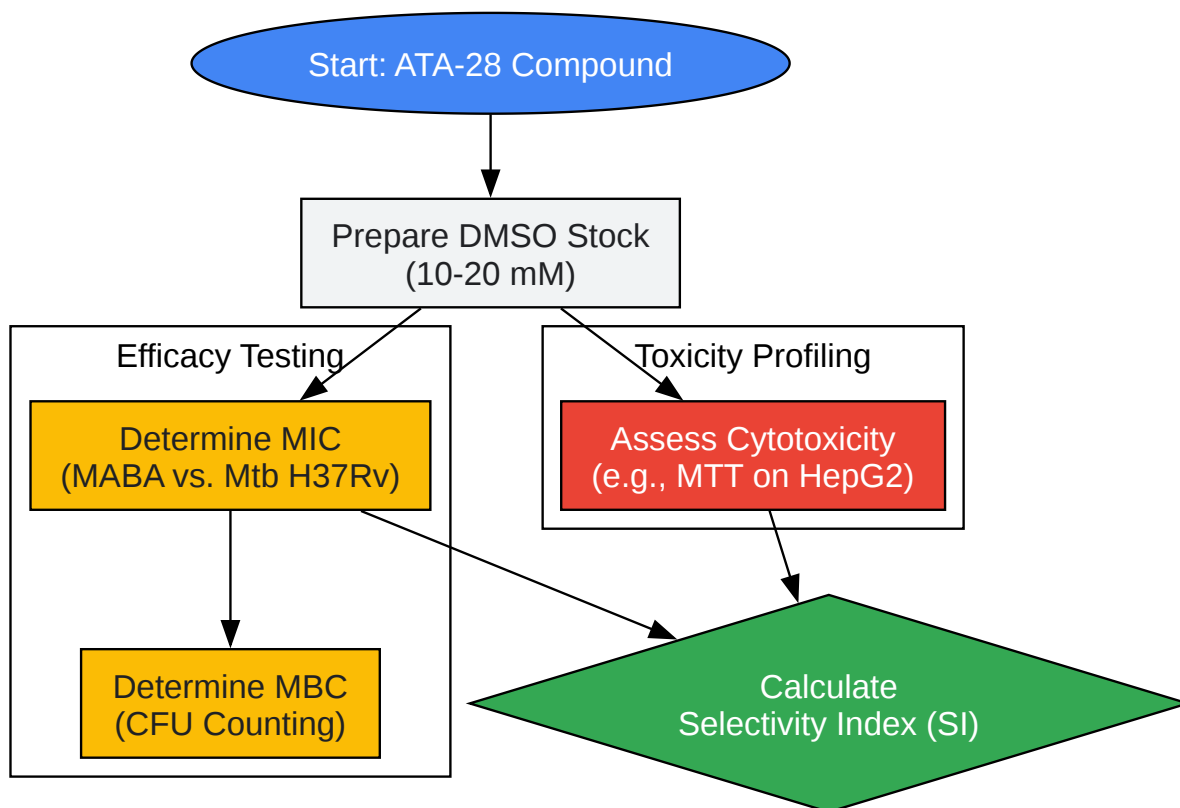 Start: ATA-28 Compound
Prepare DMSO Stock
(10-20 mM)
Efficacy Testing
Toxicity Profiling
Determine MIC
(MABA vs. Mtb H37Rv)
Assess Cytotoxicity
(e.g., MTT on HepG2)
Determine MBC
(CFU Counting)
Calculate
Selectivity Index (SI)